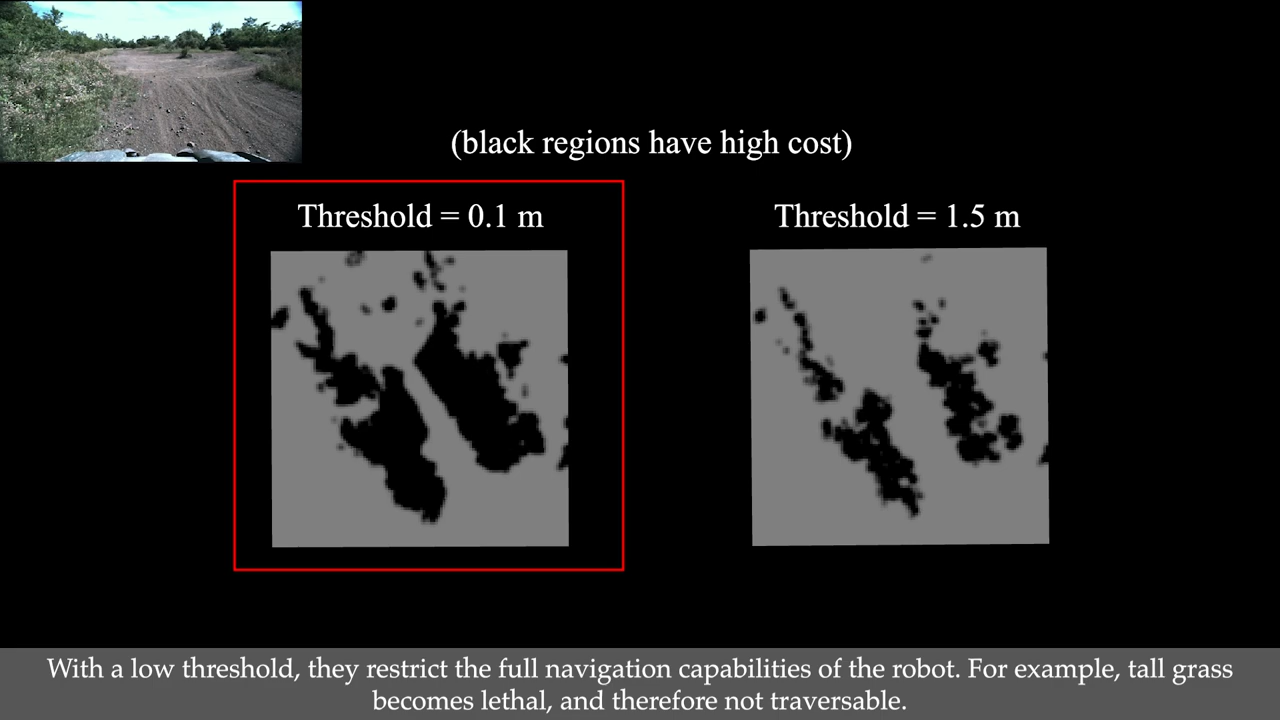 (black regions have high cost)
Threshold = 0.1 m
Threshold = 1.5 m
With a low threshold, they restrict the full navigation capabilities of the robot. For example, tall grass
becomes lethal, and therefore not traversable.